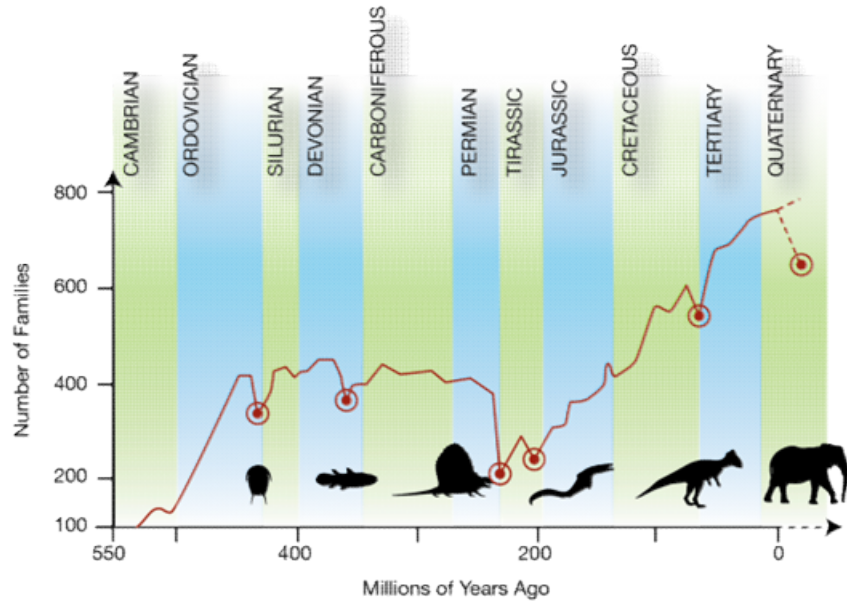 CAMBRIAN
ORDOVICIAN
SILURIAN
DEVONIAN
CARBONIFEROUS
PERMIAN
TIRASSIC
JURASSIC
CRETACEOUS
TERTIARY
QUATERNARY
Number of Families
800
600
400
200
100
550
400
200
0
Millions of Years Ago